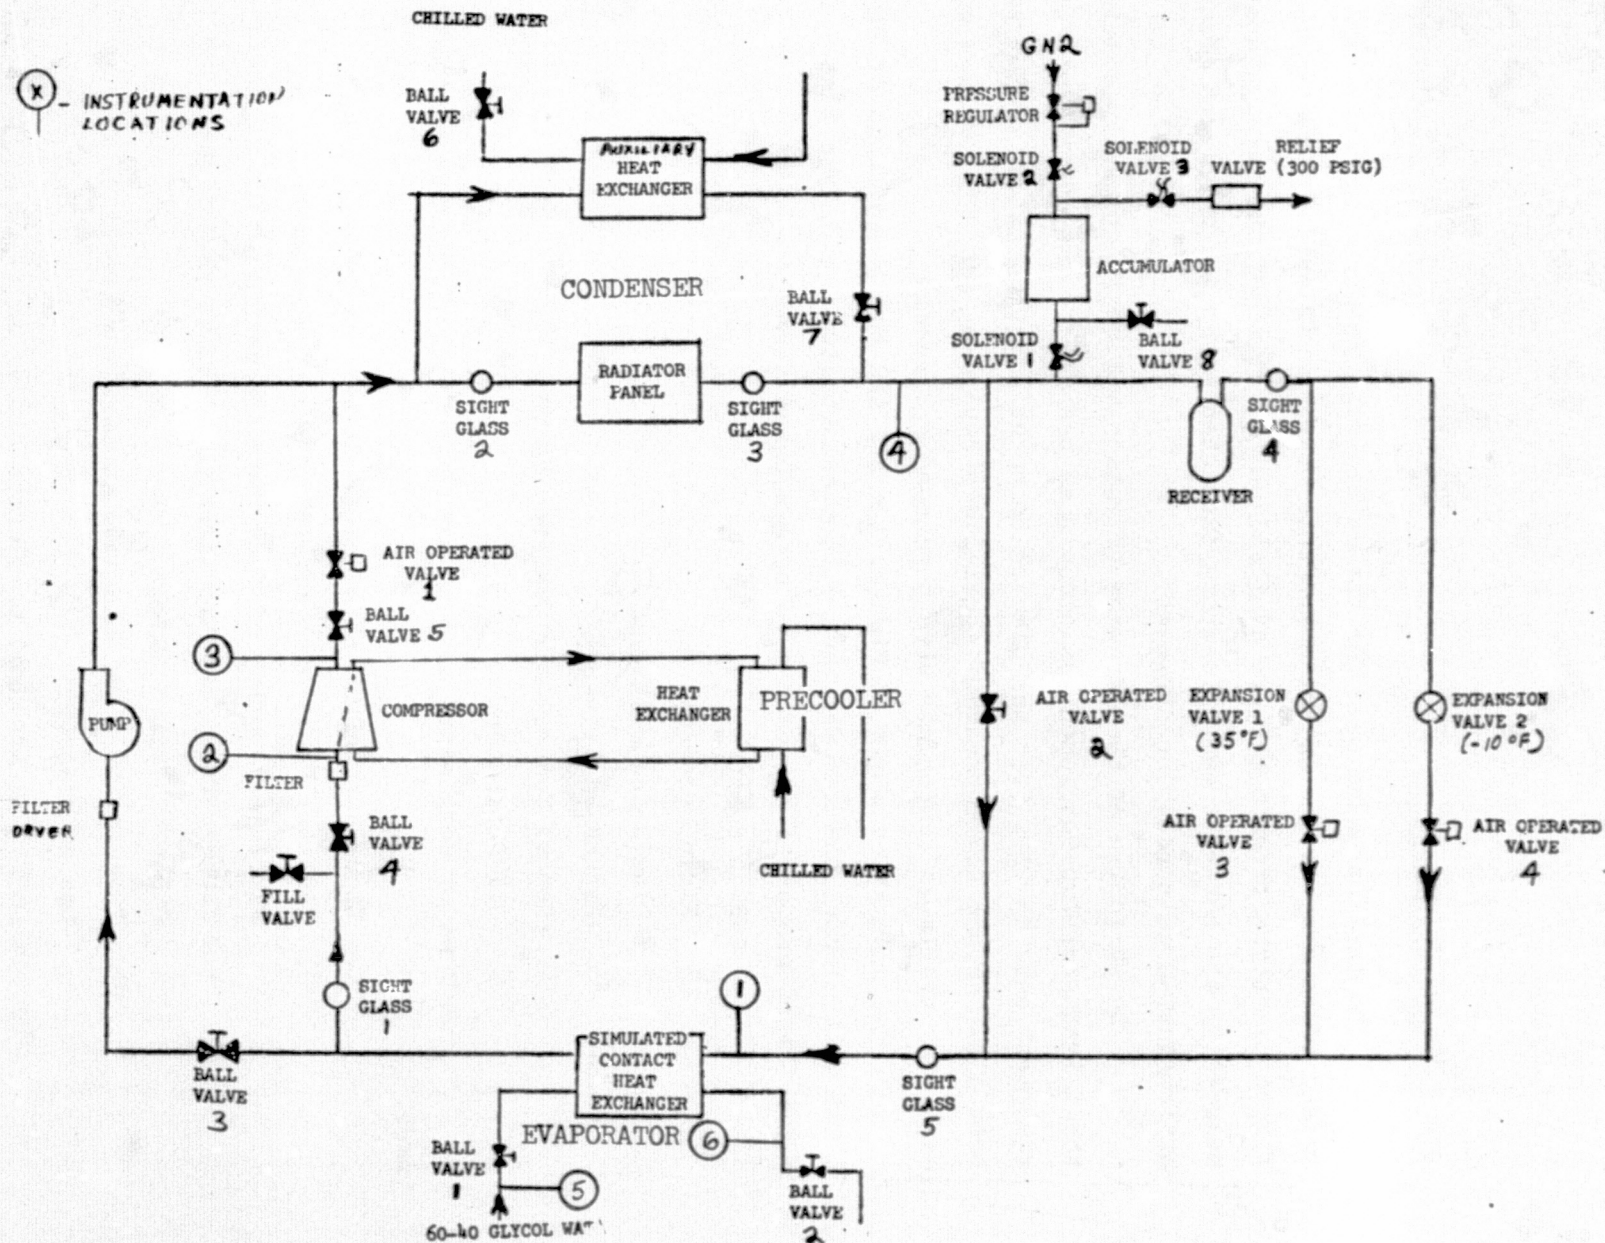 CHILLED WATER
X - INSTRUMENTATION
LOCATIONS
BALL
VALVE
6
AUXILIARY
HEAT
EXCHANGER
GN2
PRESSURE
REGULATOR
SOLENOID
VALVE 2
SOLENOID
VALVE 3
RELIEF
VALVE (300 PSIG)
ACCUMULATOR
CONDENSER
BALL
VALVE
7
SOLENOID
VALVE 1
BALL
VALVE 8
RADIATOR
PANEL
SIGHT
GLASS
2
SIGHT
GLASS
3
4
SIGHT
GLASS
4
RECEIVER
AIR OPERATED
VALVE
1
BALL
VALVE 5
3
PUMP
COMPRESSOR
HEAT
EXCHANGER
PRECOOLER
AIR OPERATED
VALVE
2
EXPANSION
VALVE 1
(35°F)
EXPANSION
VALVE 2
(-10°F)
2
FILTER
FILTER
DRYER
BALL
VALVE
4
FILL
VALVE
CHILLED WATER
AIR OPERATED
VALVE
3
AIR OPERATED
VALVE
4
SIGHT
GLASS
1
1
SIMULATED
CONTACT
HEAT
EXCHANGER
BALL
VALVE
3
SIGHT
GLASS
5
EVAPORATOR
6
BALL
VALVE
1
5
BALL
VALVE
2
60-40 GLYCOL WAT